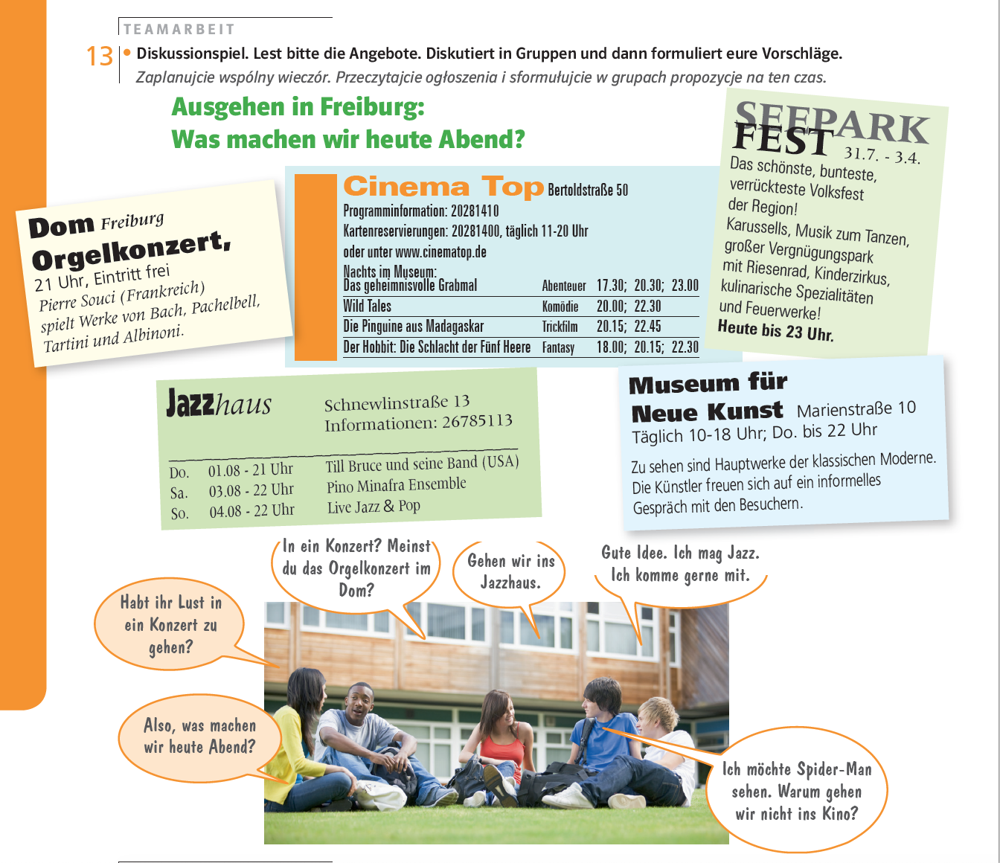 TEAMARBEIT
13 • Diskussionspiel. Lest bitte die Angebote. Diskutiert in Gruppen und dann formuliert eure Vorschläge.
Zaplanujcie wspólny wieczór. Przeczytajcie ogłoszenia i sformułujcie w grupach propozycje na ten czas.
Ausgehen in Freiburg:
Was machen wir heute Abend?
Dom Freiburg
Orgelkonzert,
21 Uhr, Eintritt frei
Pierre Souci (Frankreich)
spielt Werke von Bach, Pachelbell,
Tartini und Albinoni.
Cinema Top Bertoldstraße 50
Programminformation: 20281410
Kartenreservierungen: 20281400, täglich 11-20 Uhr
oder unter www.cinematop.de
Nachts im Museum:
Das geheimnisvolle Grabmal Abenteuer 17.30; 20.30; 23.00
Wild Tales Komödie 20.00; 22.30
Die Pinguine aus Madagaskar Trickfilm 20.15; 22.45
Der Hobbit: Die Schlacht der Fünf Heere Fantasy 18.00; 20.15; 22.30
SEEPARK
FEST 31.7. - 3.4.
Das schönste, bunteste,
verrückteste Volksfest
der Region!
Karussells, Musik zum Tanzen,
großer Vergnügungspark
mit Riesenrad, Kinderzirkus,
kulinarische Spezialitäten
und Feuerwerke!
Heute bis 23 Uhr.
Jazzhaus
Schnewlinstraße 13
Informationen: 26785113
Do. 01.08 - 21 Uhr Till Bruce und seine Band (USA)
Sa. 03.08 - 22 Uhr Pino Minafra Ensemble
So. 04.08 - 22 Uhr Live Jazz & Pop
Museum für
Neue Kunst Marienstraße 10
Täglich 10-18 Uhr; Do. bis 22 Uhr
Zu sehen sind Hauptwerke der klassischen Moderne.
Die Künstler freuen sich auf ein informelles
Gespräch mit den Besuchern.
In ein Konzert? Meinst
du das Orgelkonzert im
Dom?
Gehen wir ins
Jazzhaus.
Gute Idee. Ich mag Jazz.
Ich komme gerne mit.
Habt ihr Lust in
ein Konzert zu
gehen?
Also, was machen
wir heute Abend?
Ich möchte Spider-Man
sehen. Warum gehen
wir nicht ins Kino?